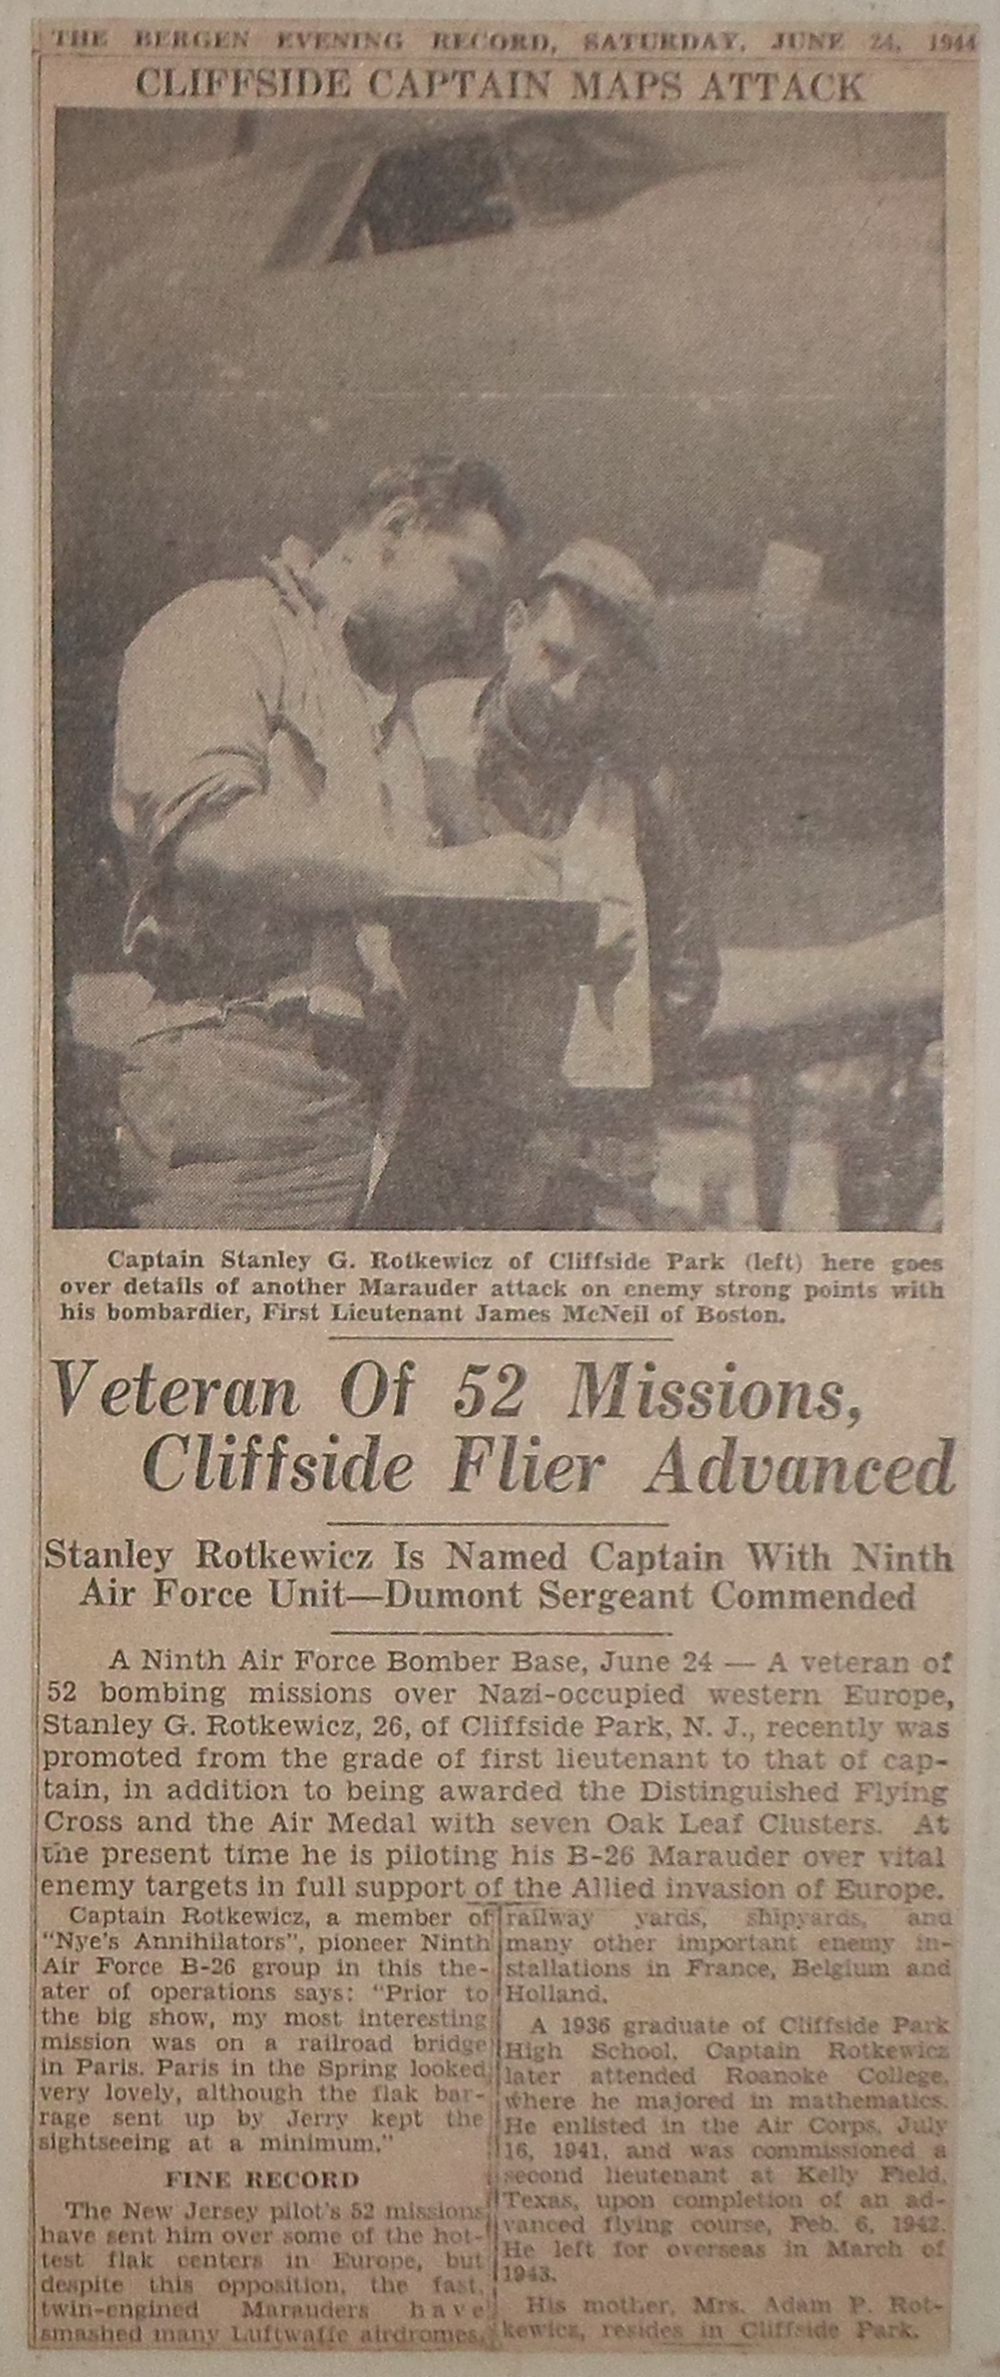 THE BERGEN EVENING RECORD, SATURDAY, JUNE 24, 1944
CLIFFSIDE CAPTAIN MAPS ATTACK
Captain Stanley G. Rotkewicz of Cliffside Park (left) here goes
over details of another Marauder attack on enemy strong points with
his bombardier, First Lieutenant James McNeil of Boston.
Veteran Of 52 Missions,
Cliffside Flier Advanced
Stanley Rotkewicz Is Named Captain With Ninth
Air Force Unit—Dumont Sergeant Commended
A Ninth Air Force Bomber Base, June 24 — A veteran of
52 bombing missions over Nazi-occupied western Europe,
Stanley G. Rotkewicz, 26, of Cliffside Park, N. J., recently was
promoted from the grade of first lieutenant to that of cap-
tain, in addition to being awarded the Distinguished Flying
Cross and the Air Medal with seven Oak Leaf Clusters. At
the present time he is piloting his B-26 Marauder over vital
enemy targets in full support of the Allied invasion of Europe.
Captain Rotkewicz, a member of
"Nye's Annihilators", pioneer Ninth
Air Force B-26 group in this the-
ater of operations says: "Prior to
the big show, my most interesting
mission was on a railroad bridge
in Paris. Paris in the Spring looked
very lovely, although the flak bar-
rage sent up by Jerry kept the
sightseeing at a minimum."
FINE RECORD
The New Jersey pilot's 52 missions
have sent him over some of the hot-
test flak centers in Europe, but
despite this opposition, the fast,
twin-engined Marauders have
smashed many Luftwaffe airdromes,
railway yards, shipyards, and
many other important enemy in-
stallations in France, Belgium and
Holland.
A 1936 graduate of Cliffside Park
High School, Captain Rotkewicz
later attended Roanoke College,
where he majored in mathematics.
He enlisted in the Air Corps, July
16, 1941, and was commissioned a
second lieutenant at Kelly Field,
Texas, upon completion of an ad-
vanced flying course, Feb. 6, 1942.
He left for overseas in March of
1943.
His mother, Mrs. Adam P. Rot-
kewicz, resides in Cliffside Park.